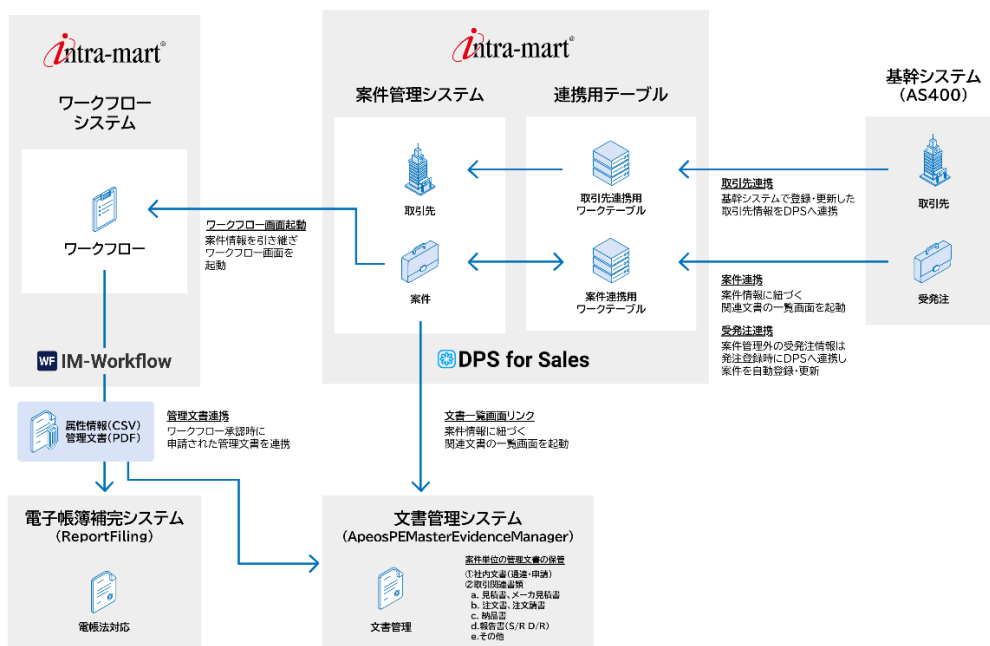 intra-mart®
ワークフロー
システム
ワークフロー
WF IM-Workflow
intra-mart®
案件管理システム
連携用テーブル
取引先
取引先連携用
ワークテーブル
案件
案件連携用
ワークテーブル
DPS for Sales
基幹システム
(AS400)
取引先
受発注
ワークフロー画面起動
案件情報を引き継ぎ
ワークフロー画面を
起動
取引先連携
基幹システムで登録・更新した
取引先情報をDPSへ連携
案件連携
案件情報に紐づく
関連文書の一覧画面を起動
受発注連携
案件管理外の受発注情報は
発注登録時にDPSへ連携し
案件を自動登録・更新
属性情報(CSV)
管理文書(PDF)
管理文書連携
ワークフロー承認時に
申請された管理文書を連携
文書一覧画面リンク
案件情報に紐づく
関連文書の一覧画面を起動
電子帳簿補完システム
(ReportFiling)
電帳法対応
文書管理システム
(ApeosPEMasterEvidenceManager)
文書管理
案件単位の管理文書の保管
①社内文書(通達・申請)
②取引関連書類
a. 見積書、メーカ見積書
b. 注文書、注文請書
c. 納品書
d.報告書(S/R D/R)
e.その他